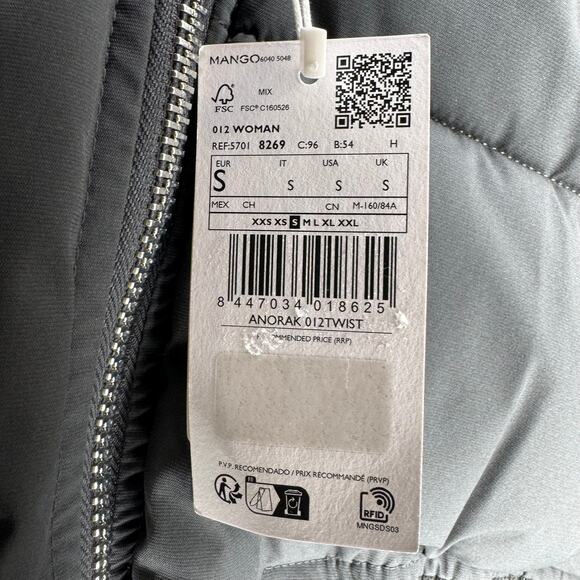 MANGO 6040 5048
FSC
MIX
FSC® C160526
012 WOMAN
REF:5701 8269 C:96 B:54 H
EUR IT USA UK
S S S S
MEX CH CN M-160/84A
XXS XS S M L XL XXL
8 447034 018625
ANORAK 012TWIST
RECOMMENDED PRICE (RRP)
P.V.P. RECOMENDADO / PRIX RECOMMANDÉ (PRVP)
RFID
MNGSDS03